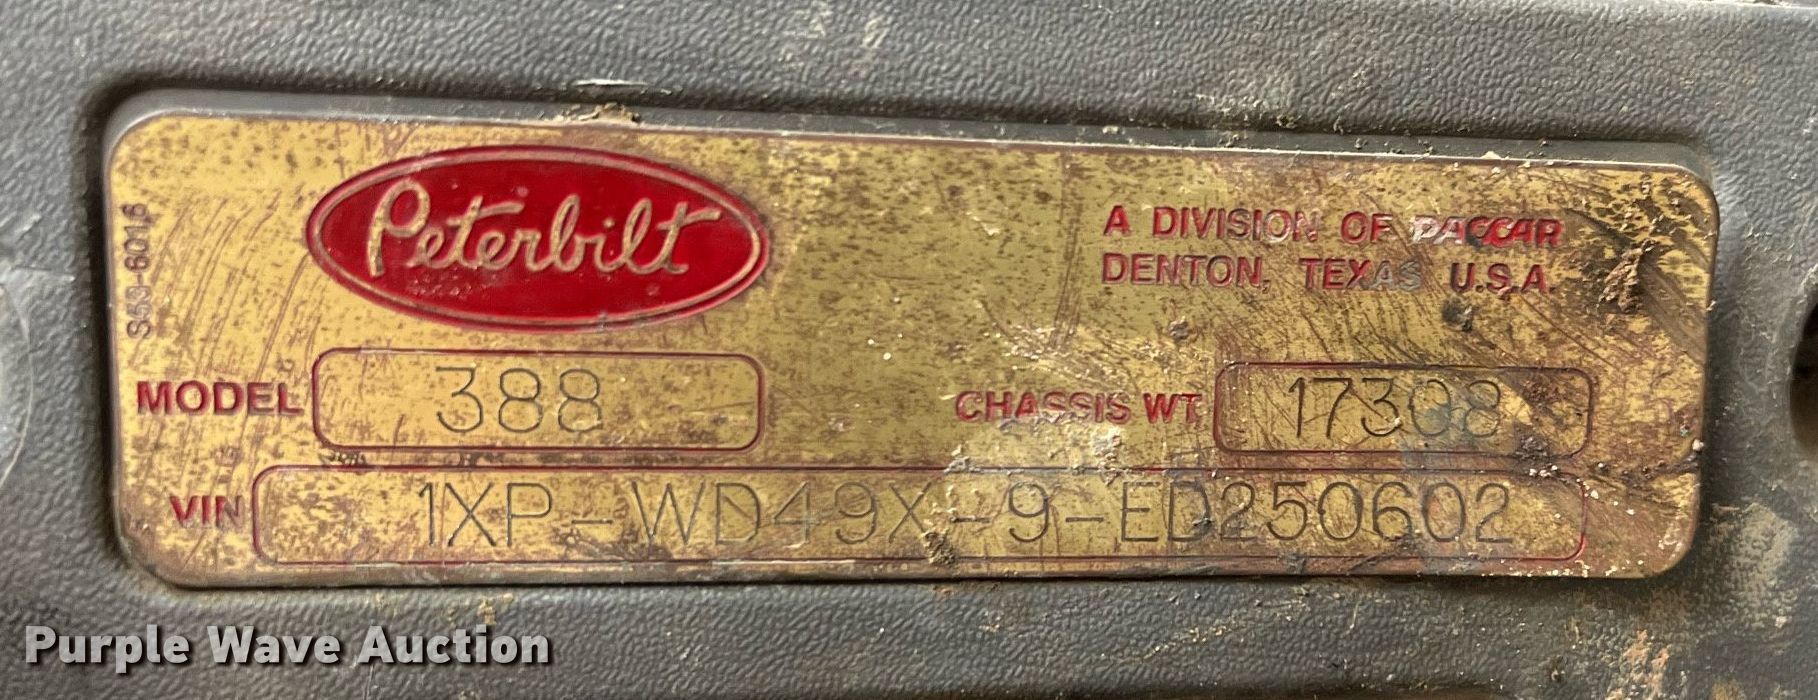 S53-6016
Peterbilt
A DIVISION OF PACCAR
DENTON, TEXAS U.S.A.
MODEL 388
CHASSIS WT 17308
VIN 1XP-WD49X-9-ED250602
Purple Wave Auction